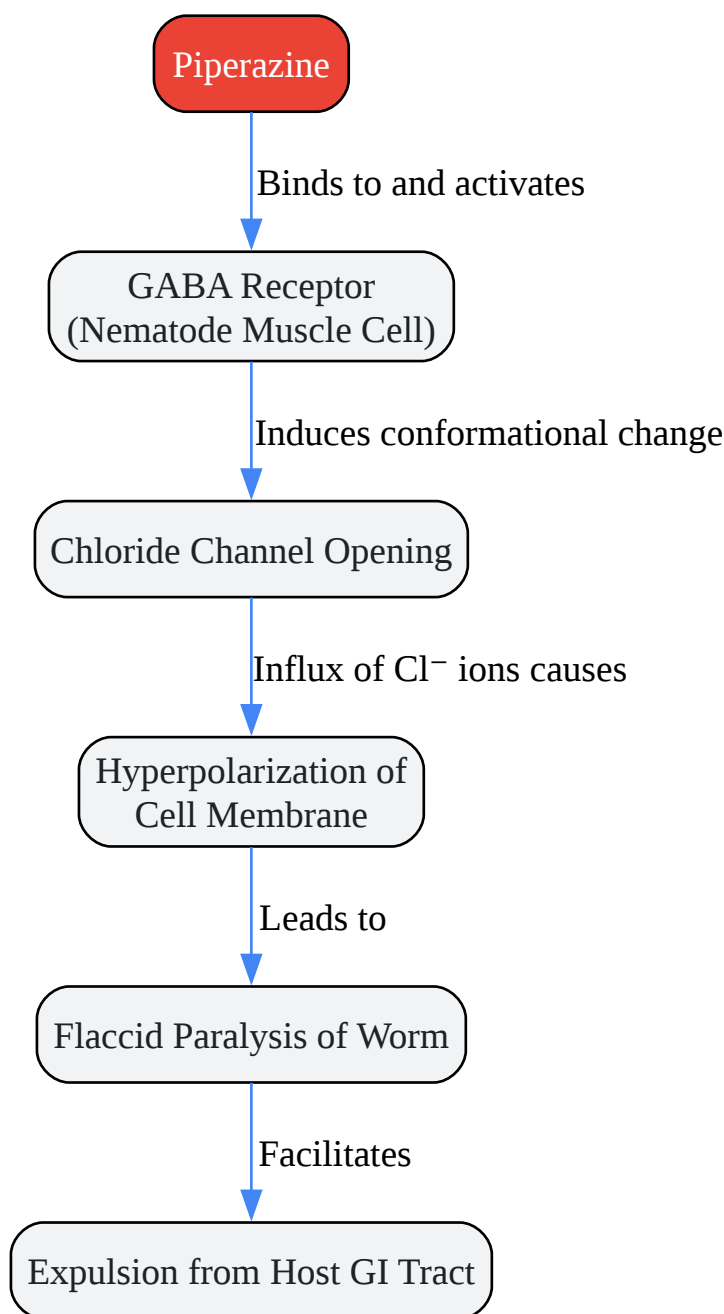 Piperazine
Binds to and activates
GABA Receptor
(Nematode Muscle Cell)
Induces conformational change
Chloride Channel Opening
Influx of Cl⁻ ions causes
Hyperpolarization of
Cell Membrane
Leads to
Flaccid Paralysis of Worm
Facilitates
Expulsion from Host GI Tract